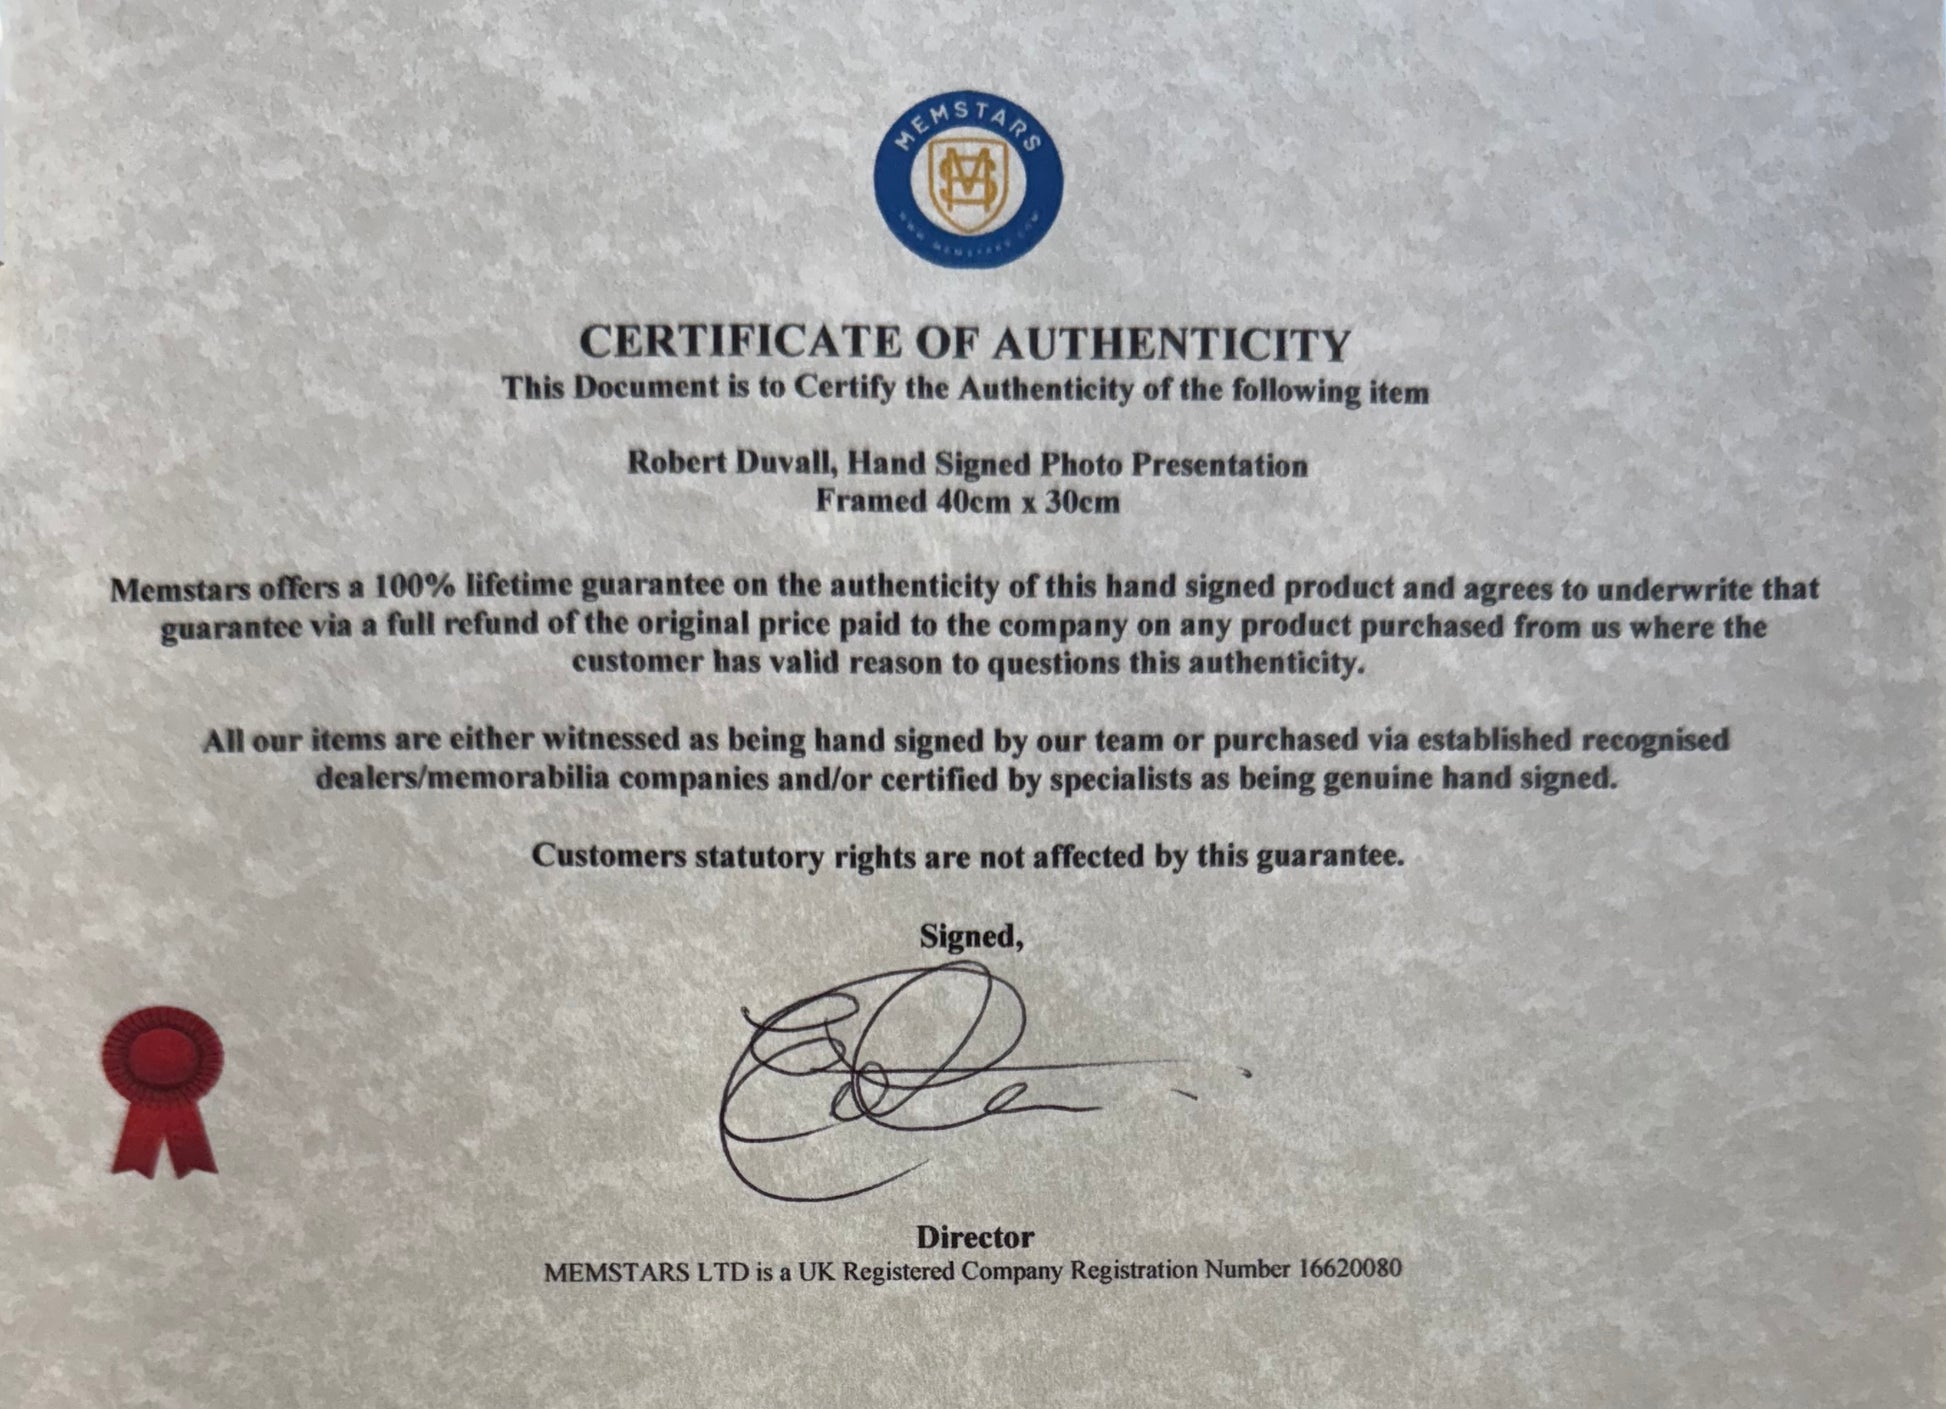 MEMSTARS
WWW.MEMSTARS.COM
CERTIFICATE OF AUTHENTICITY
This Document is to Certify the Authenticity of the following item
Robert Duvall, Hand Signed Photo Presentation
Framed 40cm x 30cm
Memstars offers a 100% lifetime guarantee on the authenticity of this hand signed product and agrees to underwrite that
guarantee via a full refund of the original price paid to the company on any product purchased from us where the
customer has valid reason to questions this authenticity.
All our items are either witnessed as being hand signed by our team or purchased via established recognised
dealers/memorabilia companies and/or certified by specialists as being genuine hand signed.
Customers statutory rights are not affected by this guarantee.
Signed,
Director
MEMSTARS LTD is a UK Registered Company Registration Number 16620080